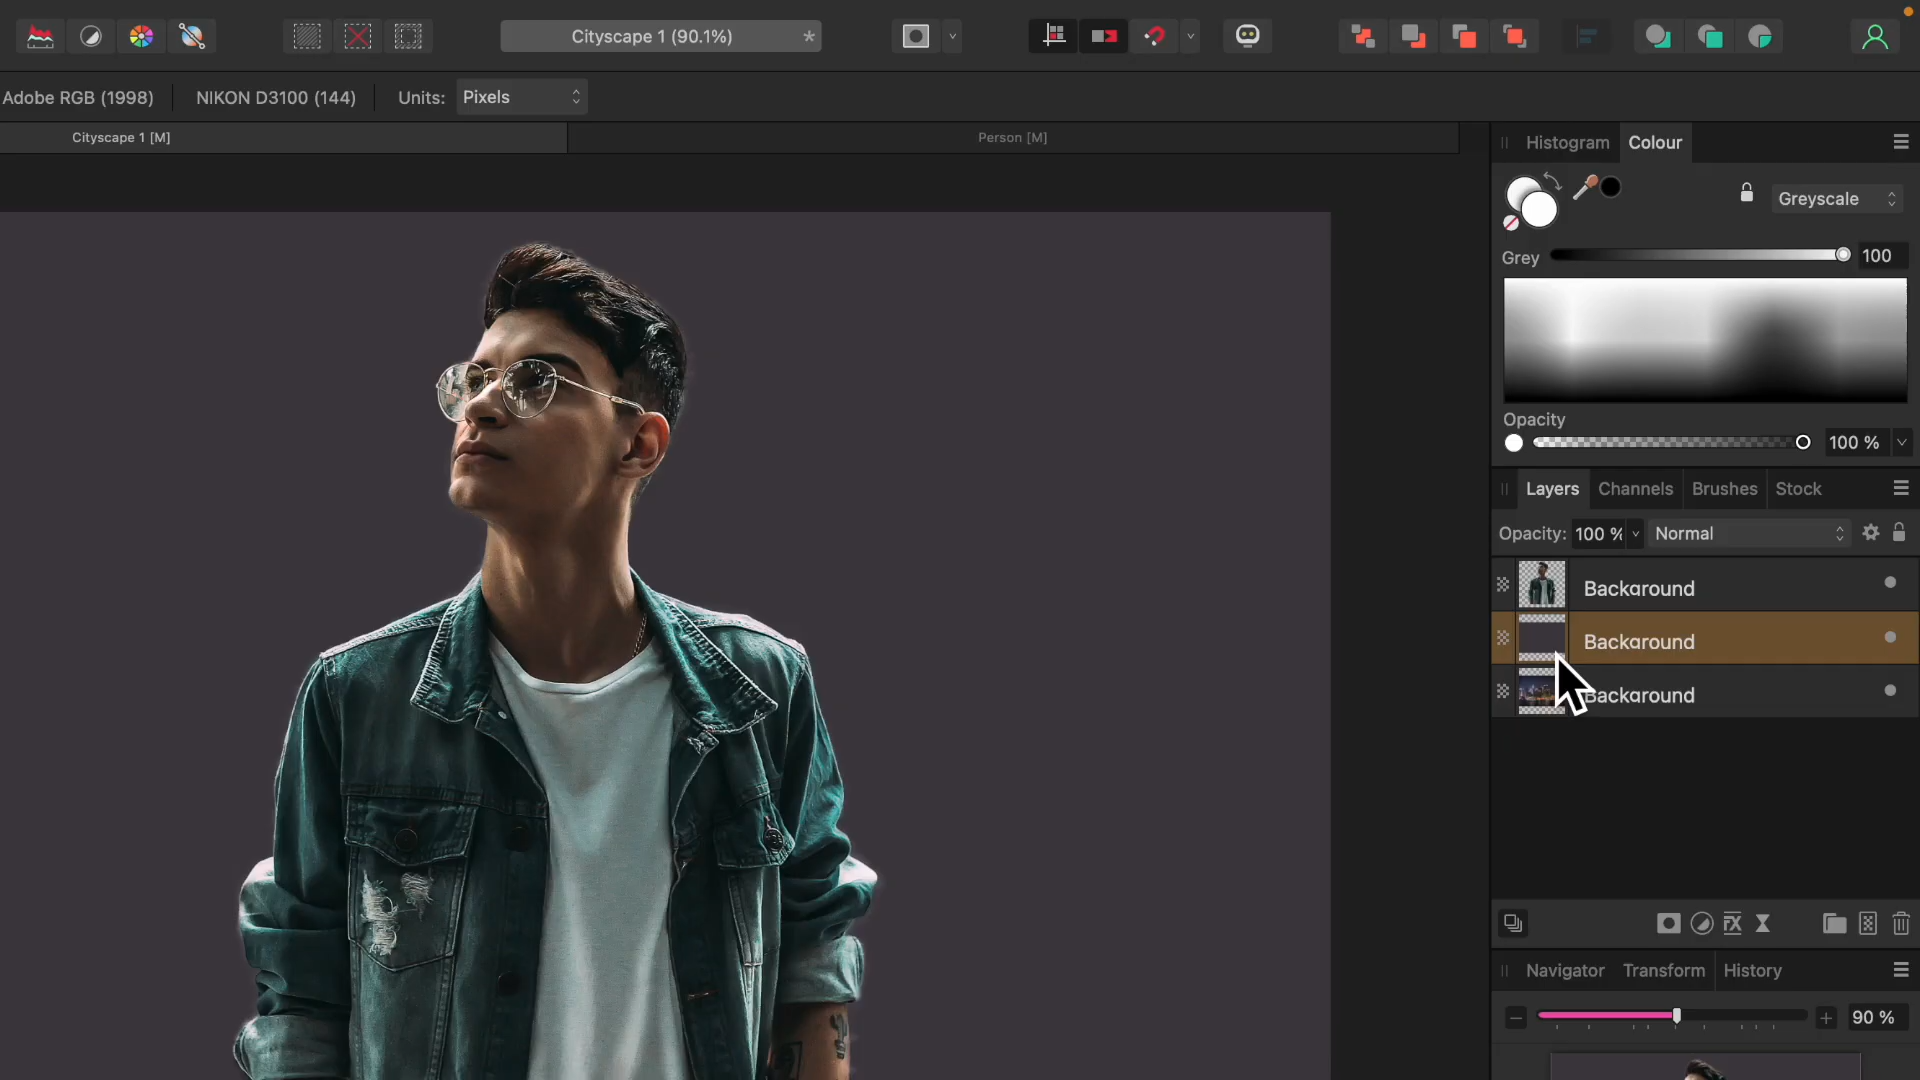 Cityscape 1 (90.1%) *
Adobe RGB (1998) NIKON D3100 (144) Units: Pixels
Cityscape 1 [M] Person [M]
Histogram Colour
Greyscale
Grey 100
Opacity
100 %
Layers Channels Brushes Stock
Opacity: 100 % Normal
Background
Background
Background
FX
Navigator Transform History
90 %